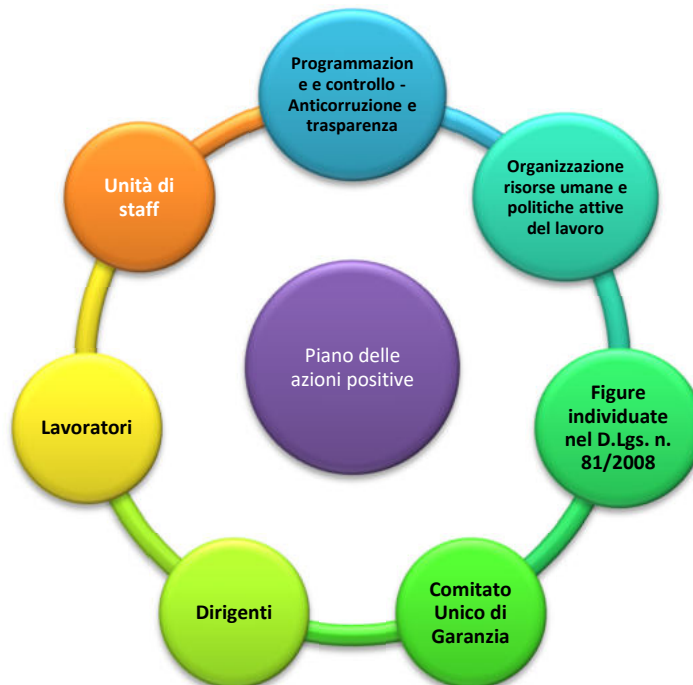 Programmazion
e e controllo -
Anticorruzione e
trasparenza
Organizzazione
risorse umane e
politiche attive
del lavoro
Figure
individuate
nel D.Lgs. n.
81/2008
Comitato
Unico di
Garanzia
Dirigenti
Lavoratori
Unità di
staff
Piano delle
azioni positive